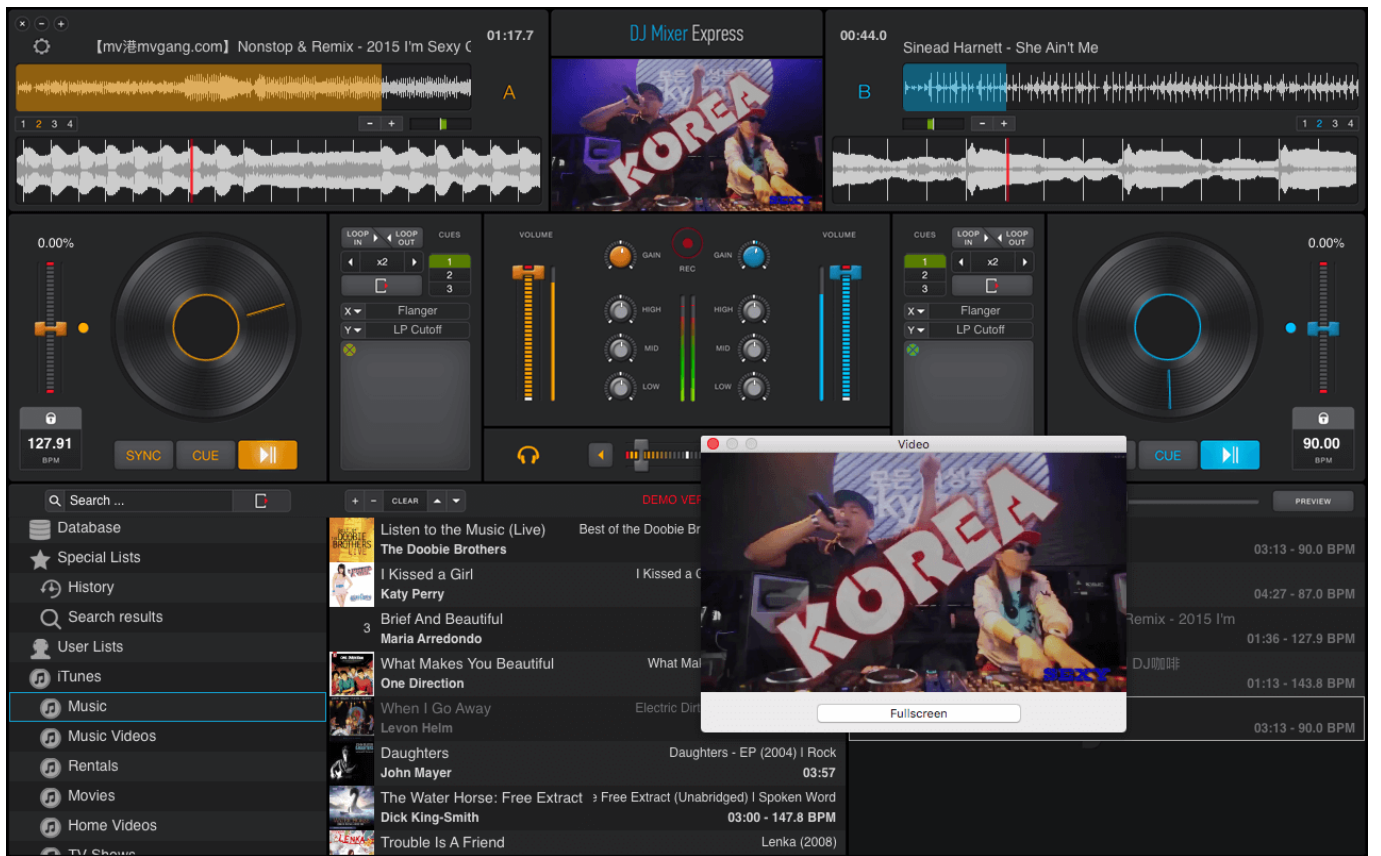 【mv港mvgang.com】Nonstop & Remix - 2015 I'm Sexy
01:17.7
A
1 2 3 4
- +
DJ Mixer Express
KOREA
SEXY
00:44.0
Sinead Harnett - She Ain't Me
B
- +
1 2 3 4
0.00%
127.91
BPM
SYNC
CUE
LOOP IN
LOOP OUT
CUES
x2
1
2
3
X
Flanger
Y
LP Cutoff
VOLUME
GAIN
REC
GAIN
HIGH
HIGH
MID
MID
LOW
LOW
VOLUME
CUES
LOOP IN
LOOP OUT
x2
1
2
3
X
Flanger
Y
LP Cutoff
0.00%
CUE
90.00
BPM
Search ...
Database
Special Lists
History
Search results
User Lists
iTunes
Music
Music Videos
Rentals
Movies
Home Videos
TV Shows
+ - CLEAR
DEMO
PREVIEW
Listen to the Music (Live)
Best of the Doobie
The Doobie Brothers
I Kissed a Girl
I Kissed a
Katy Perry
3
Brief And Beautiful
Maria Arredondo
What Makes You Beautiful
What
One Direction
When I Go Away
Electric
Levon Helm
Daughters
Daughters - EP (2004) I Rock
John Mayer
03:57
The Water Horse: Free Extract
Free Extract (Unabridged) I Spoken Word
Dick King-Smith
03:00 - 147.8 BPM
Trouble Is A Friend
Lenka (2008)
Video
KOREA
SEXY
Fullscreen
03:13 - 90.0 BPM
04:27 - 87.0 BPM
Remix - 2015 I'm
01:36 - 127.9 BPM
DJ咖啡
01:13 - 143.8 BPM
03:13 - 90.0 BPM